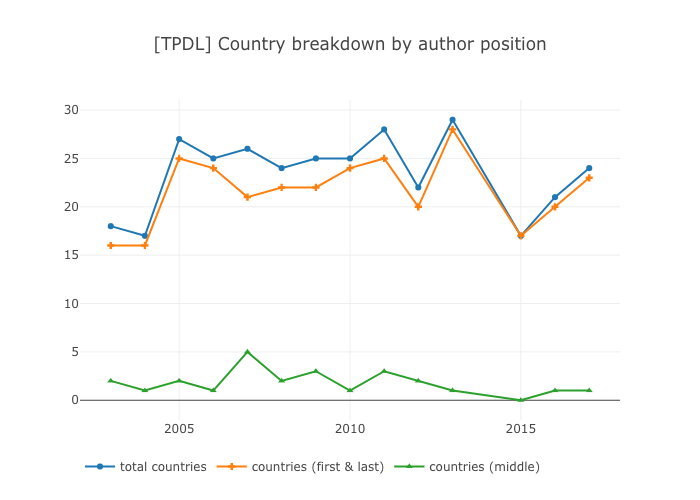 [TPDL] Country breakdown by author position
30
25
20
15
10
5
0
2005 2010 2015
total countries countries (first & last) countries (middle)